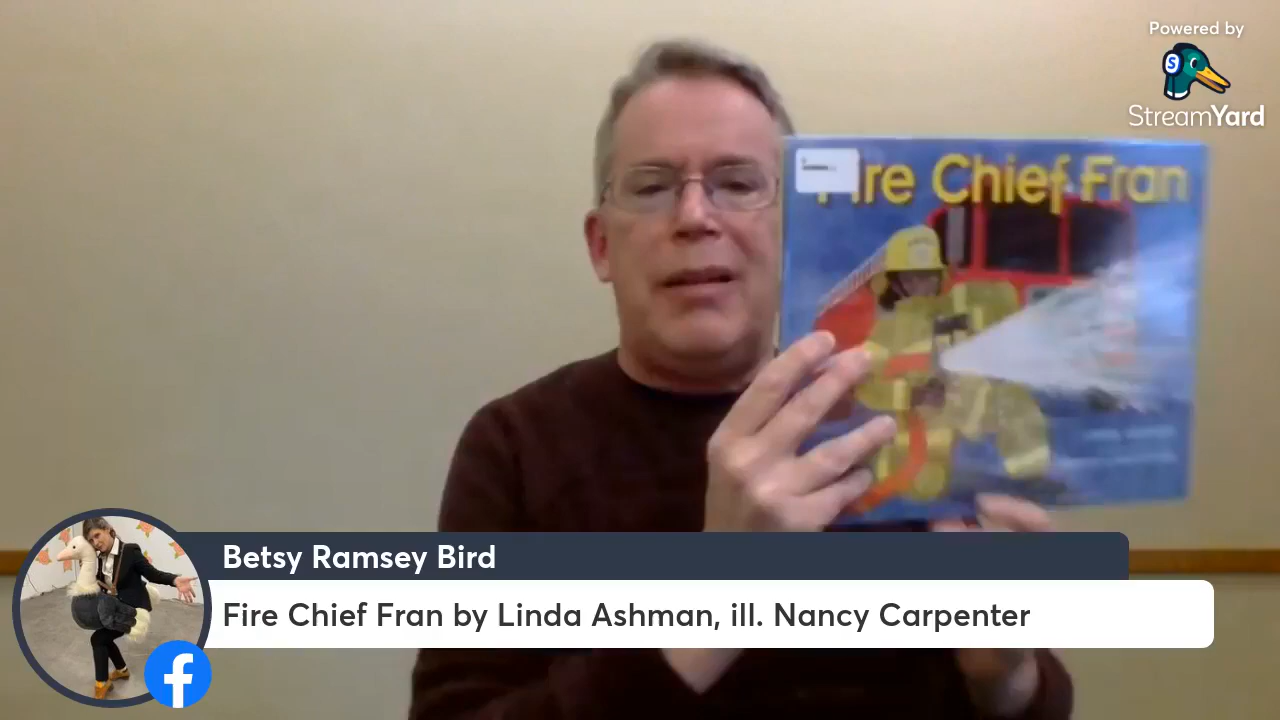 Powered by
S
StreamYard
Fire Chief Fran
Betsy Ramsey Bird
Fire Chief Fran by Linda Ashman, ill. Nancy Carpenter